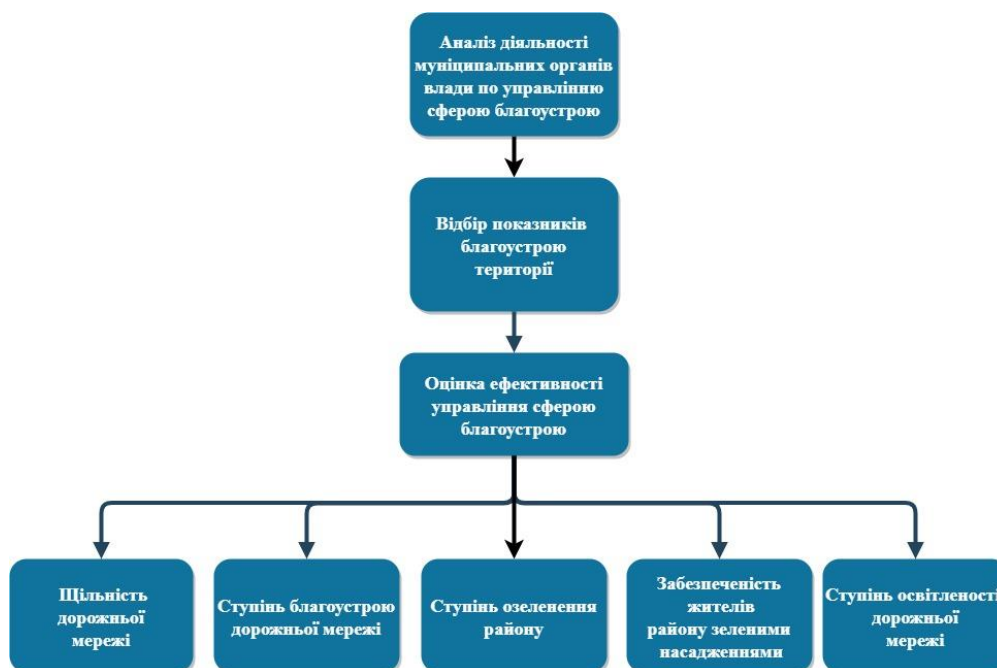 Аналіз діяльності
муніципальних органів
влади по управлінню
сферою благоустрою
Відбір показників
благоустрою
території
Оцінка ефективності
управління сферою
благоустрою
Щільність
дорожньої
мережі
Ступінь благоустрою
дорожньої мережі
Ступінь озеленення
району
Забезпеченість
жителів
району зеленими
насадженнями
Ступінь освітленості
дорожньої
мережі